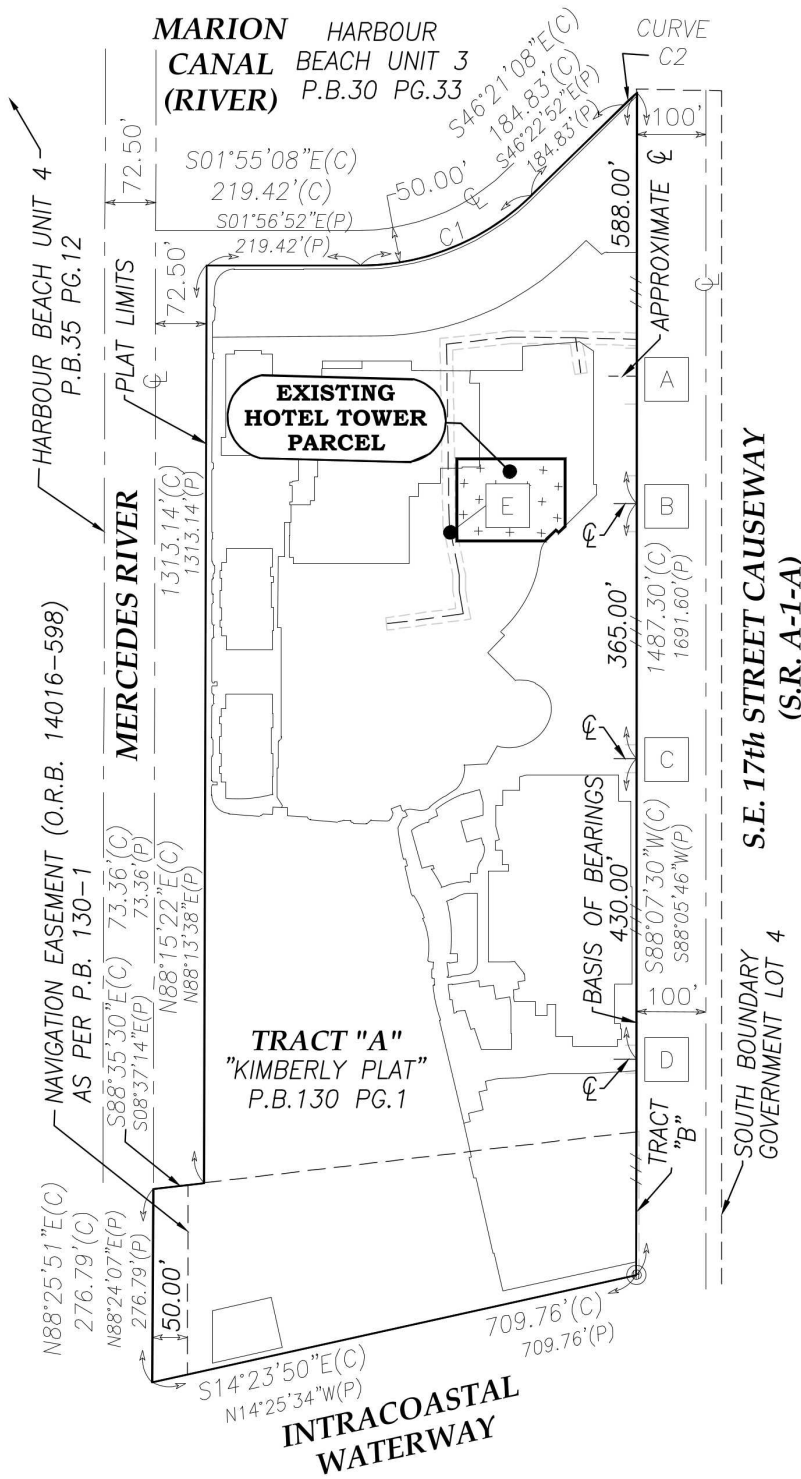 MARION
CANAL
(RIVER)
HARBOUR
BEACH UNIT 3
P.B.30 PG.33
CURVE
C2
S46°21'08"E(C)
184.83'(C)
S46°22'52"E(P)
184.83'(P)
S01°55'08"E(C)
219.42'(C)
S01°56'52"E(P)
219.42'(P)
50.00'
C1
72.50'
72.50'
HARBOUR BEACH UNIT 4
P.B.35 PG.12
PLAT LIMITS
100'
588.00'
APPROXIMATE ℄
℄
℄
℄
EXISTING
HOTEL TOWER
PARCEL
E
A
B
℄
1313.14'(C)
1313.14'(P)
MERCEDES RIVER
365.00'
1487.30'(C)
1691.60'(P)
S.E. 17th STREET CAUSEWAY
(S.R. A-1-A)
℄
C
NAVIGATION EASEMENT (O.R.B. 14016-598)
AS PER P.B. 130-1
S88°35'30"E(C) 73.36'(C)
S08°37'14"E(P) 73.36'(P)
N88°15'22"E(C)
N88°13'38"E(P)
BASIS OF BEARINGS
430.00'
S88°07'30"W(C)
S88°05'46"W(P)
100'
TRACT "A"
"KIMBERLY PLAT"
P.B.130 PG.1
℄
D
TRACT
"B"
SOUTH BOUNDARY
GOVERNMENT LOT 4
N88°25'51"E(C)
276.79'(C)
N88°24'07"E(P)
276.79'(P)
50.00'
S14°23'50"E(C)
N14°25'34"W(P)
709.76'(C)
709.76'(P)
INTRACOASTAL
WATERWAY